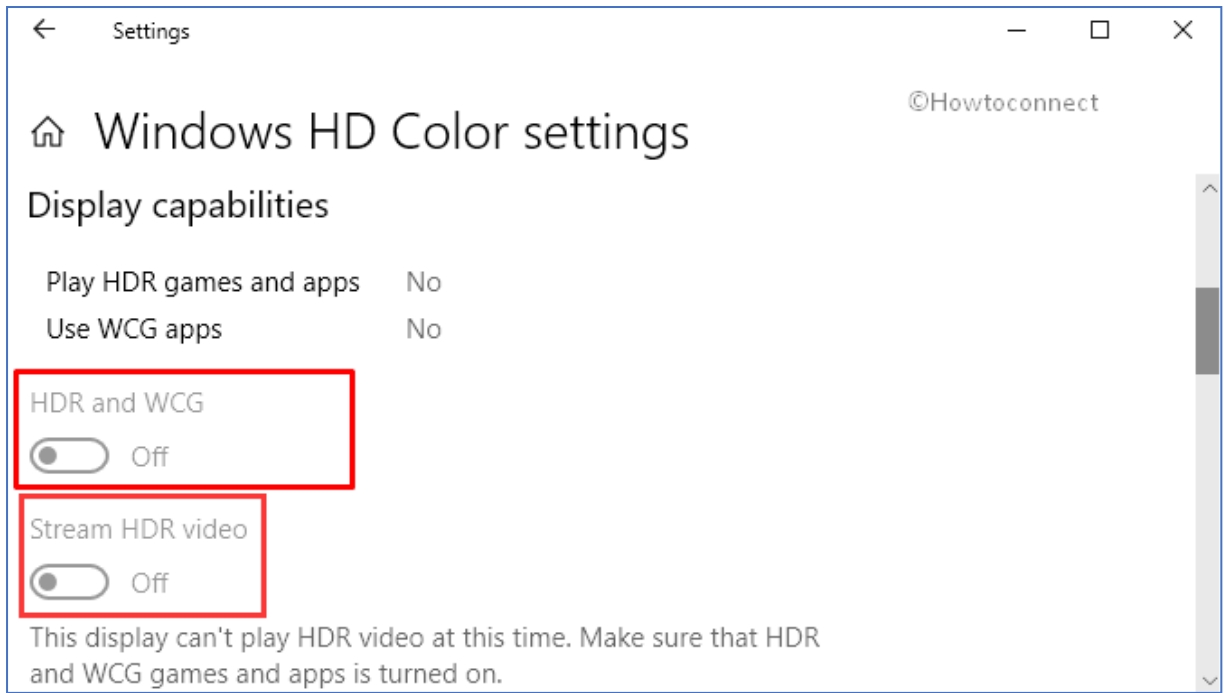 Settings
©Howtoconnect
Windows HD Color settings
Display capabilities
Play HDR games and apps No
Use WCG apps No
HDR and WCG
Off
Stream HDR video
Off
This display can't play HDR video at this time. Make sure that HDR
and WCG games and apps is turned on.